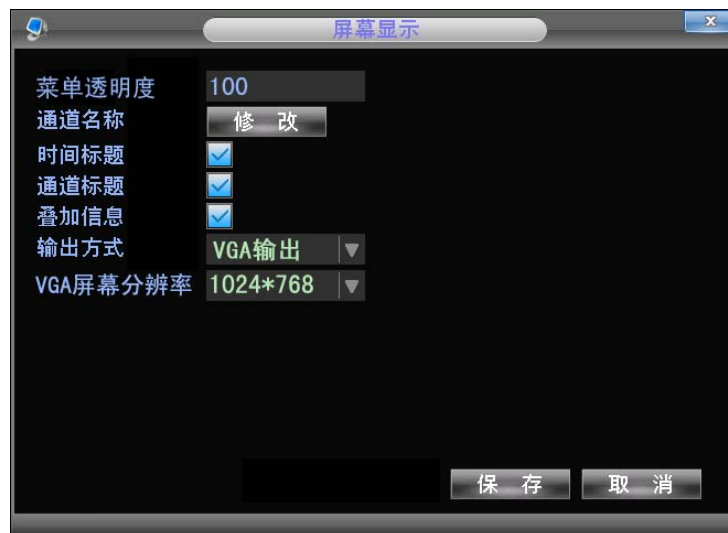 屏幕显示
菜单透明度 100
通道名称 修 改
时间标题
通道标题
叠加信息
输出方式 VGA输出
VGA屏幕分辨率 1024*768
保 存 取 消